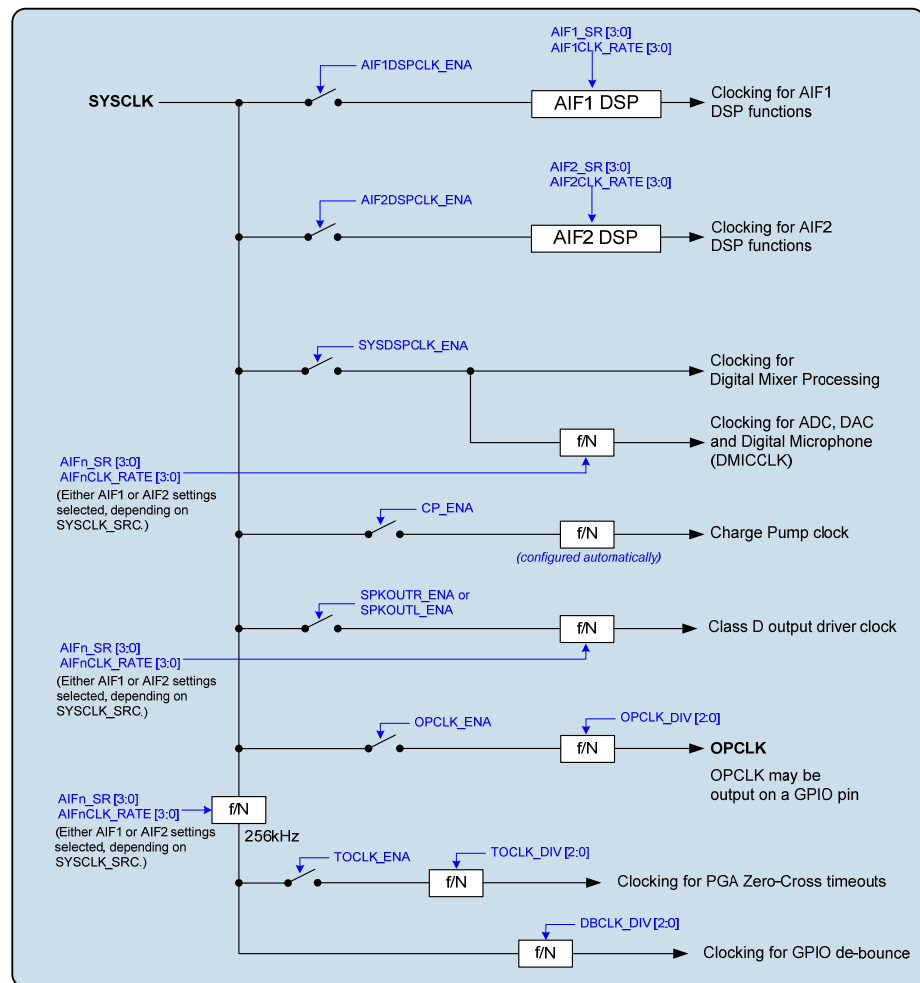 AIF1_SR [3:0]
AIF1CLK_RATE [3:0]
AIF1DSPCLK_ENA
SYSCLK
AIF1 DSP
Clocking for AIF1
DSP functions
AIF2_SR [3:0]
AIF2CLK_RATE [3:0]
AIF2DSPCLK_ENA
AIF2 DSP
Clocking for AIF2
DSP functions
SYSDSPCLK_ENA
Clocking for
Digital Mixer Processing
f/N
Clocking for ADC, DAC
and Digital Microphone
(DMICCLK)
AIFn_SR [3:0]
AIFnCLK_RATE [3:0]
(Either AIF1 or AIF2 settings
selected, depending on
SYSCLK_SRC.)
CP_ENA
f/N
(configured automatically)
Charge Pump clock
SPKOUTR_ENA or
SPKOUTL_ENA
f/N
Class D output driver clock
AIFn_SR [3:0]
AIFnCLK_RATE [3:0]
(Either AIF1 or AIF2 settings
selected, depending on
SYSCLK_SRC.)
OPCLK_ENA
OPCLK_DIV [2:0]
f/N
OPCLK
OPCLK may be
output on a GPIO pin
AIFn_SR [3:0]
AIFnCLK_RATE [3:0]
(Either AIF1 or AIF2 settings
selected, depending on
SYSCLK_SRC.)
f/N
256kHz
TOCLK_ENA
TOCLK_DIV [2:0]
f/N
Clocking for PGA Zero-Cross timeouts
DBCLK_DIV [2:0]
f/N
Clocking for GPIO de-bounce